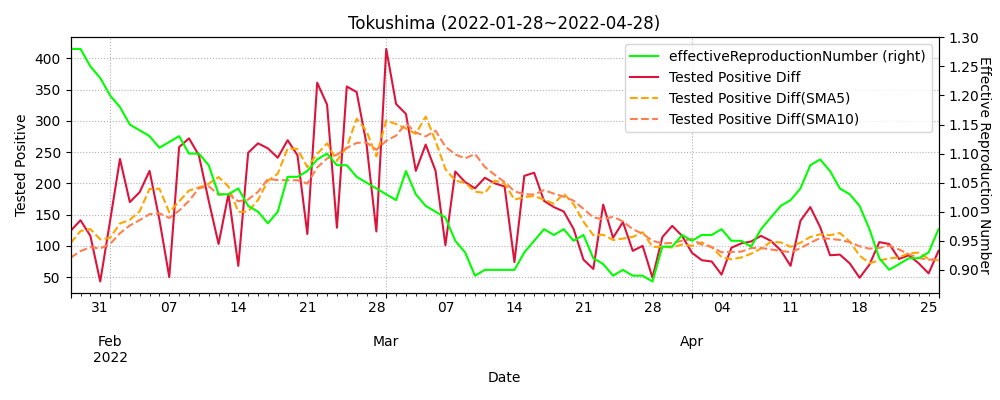 Tokushima (2022-01-28~2022-04-28)
effectiveReproductionNumber (right)
Tested Positive Diff
Tested Positive Diff(SMA5)
Tested Positive Diff(SMA10)
Tested Positive
400
350
300
250
200
150
100
50
1.30
1.25
1.20
1.15
1.10
1.05
1.00
0.95
0.90
Effective Reproduction Number
31 07 14 21 28 07 14 21 28 04 11 18 25
Feb Mar Apr
2022
Date